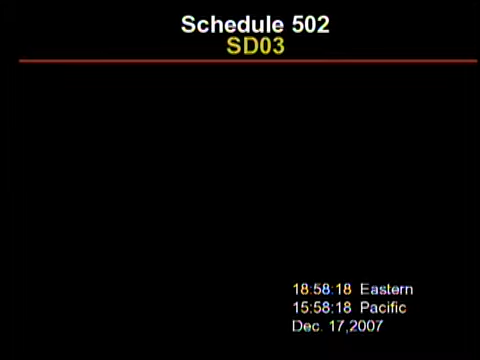 Schedule 502
SD03
18:58:18 Eastern
15:58:18 Pacific
Dec. 17,2007